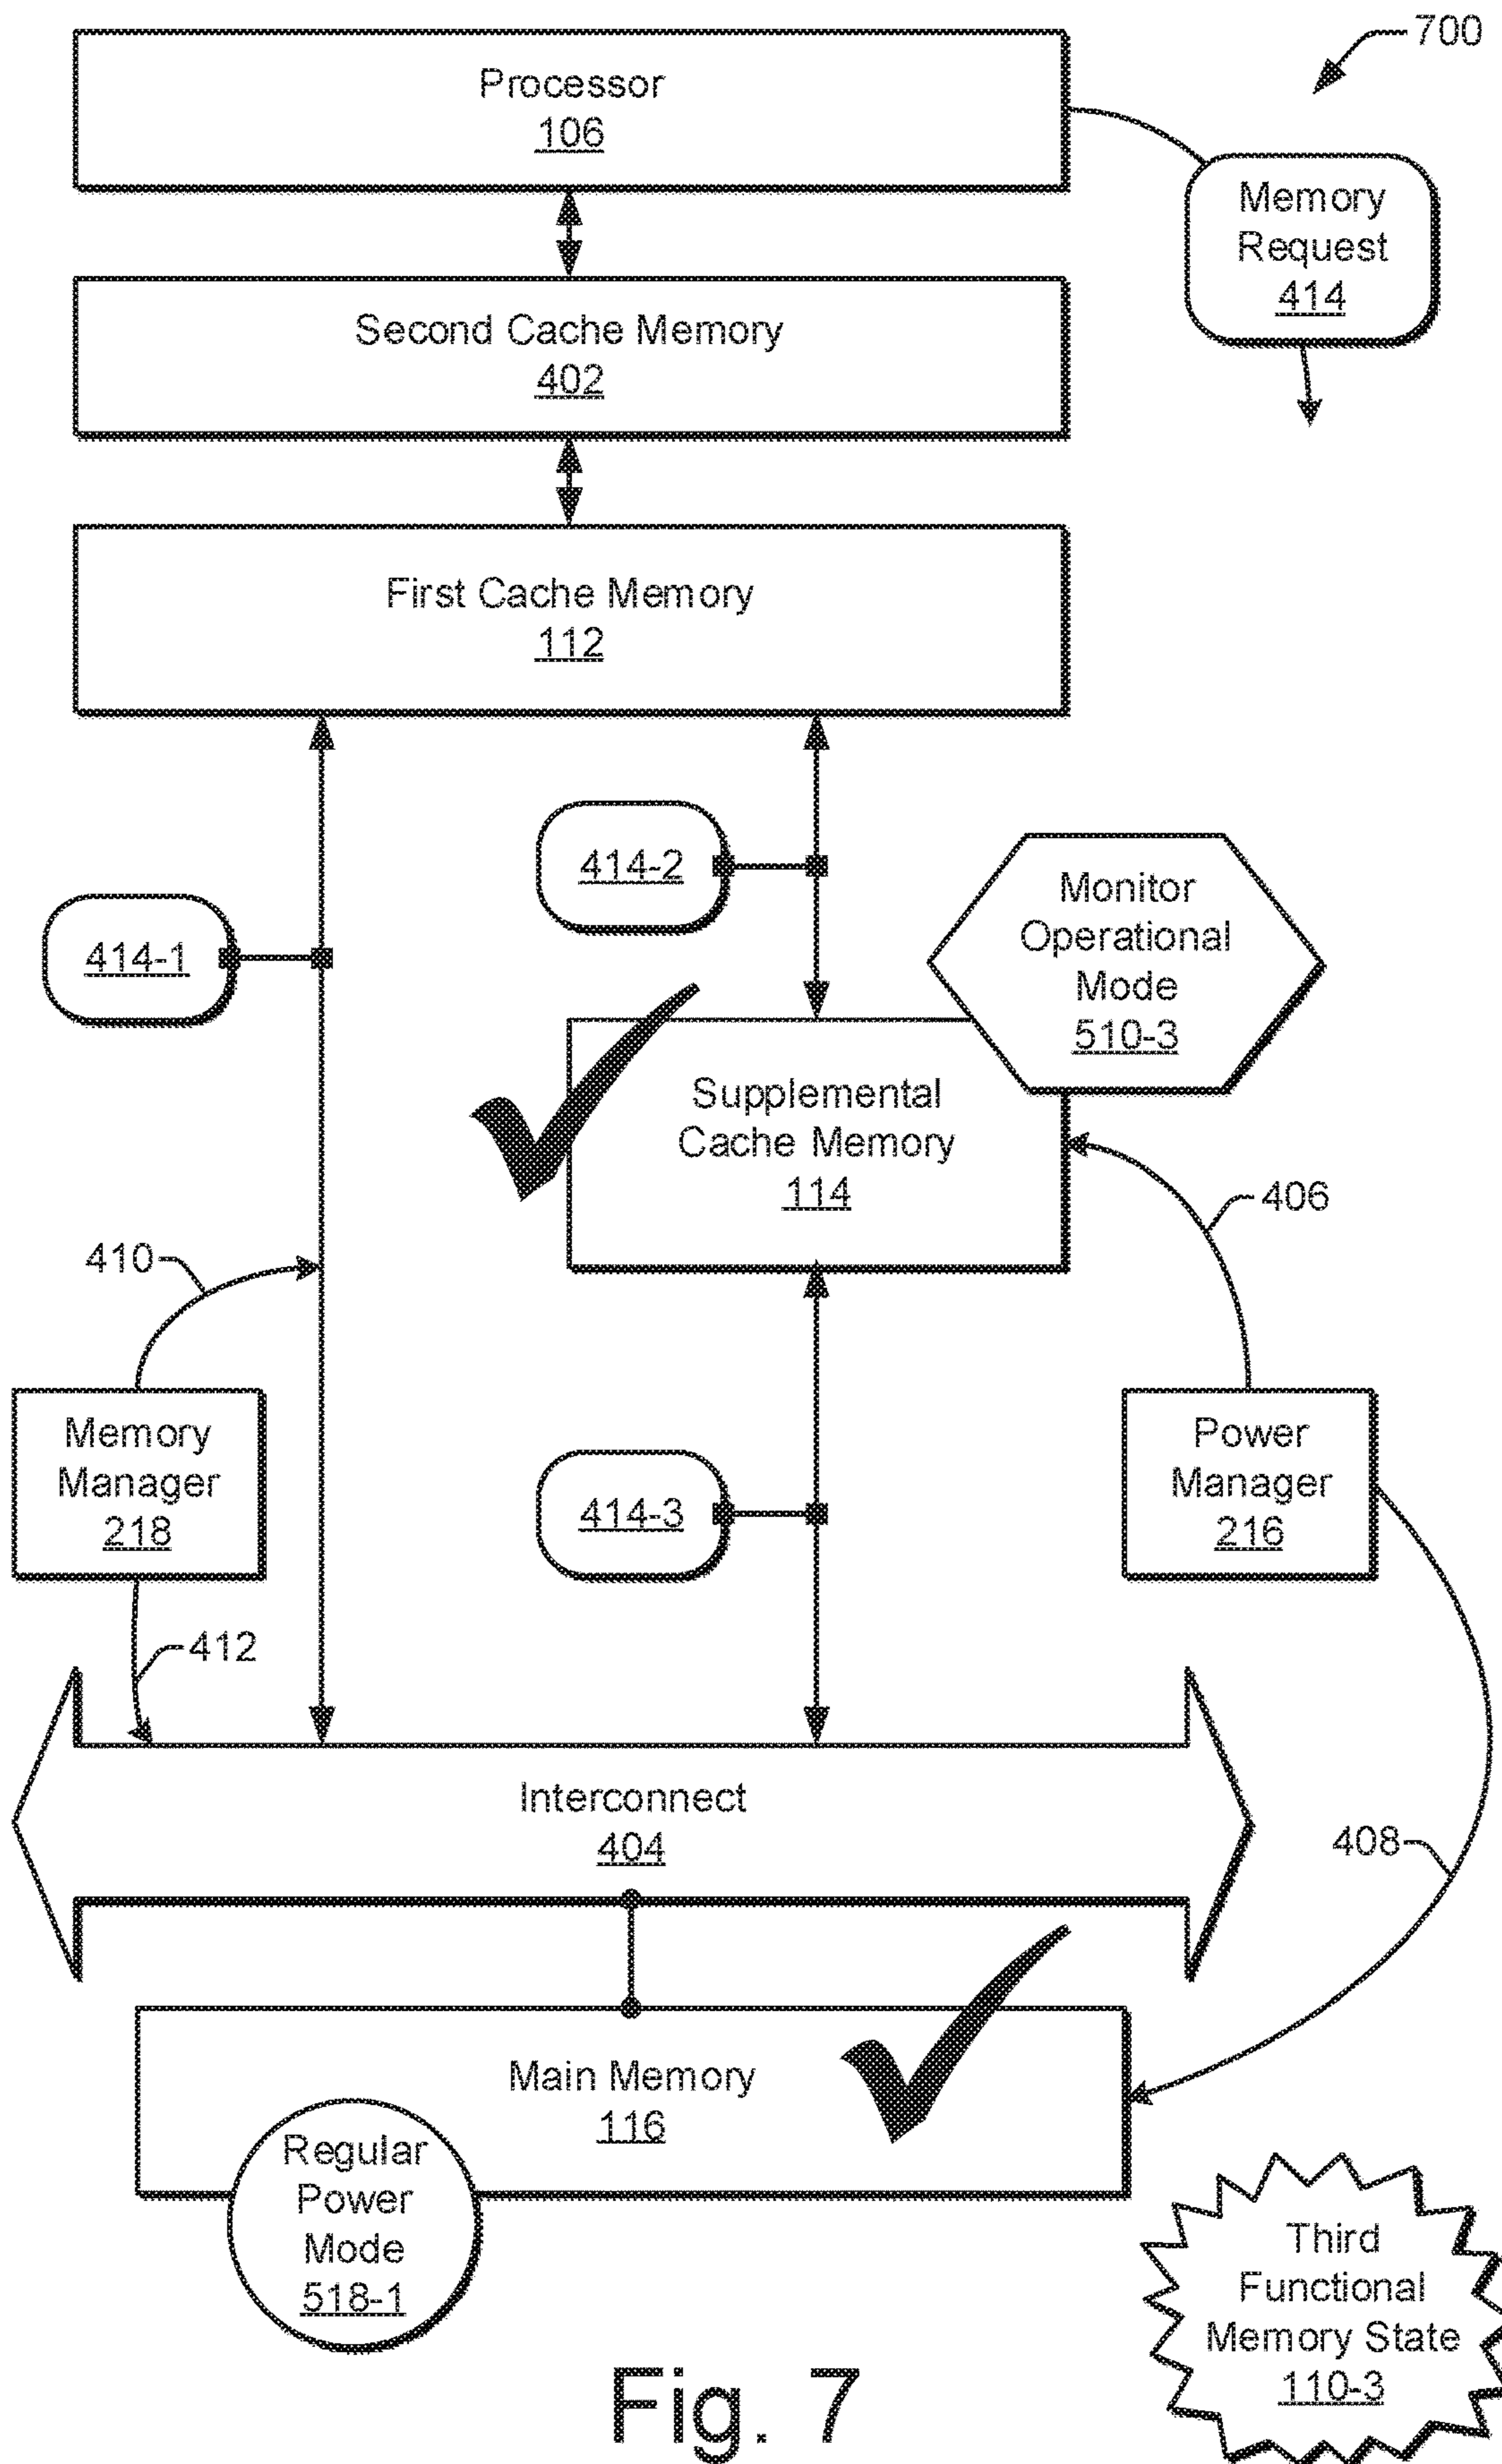 700
Processor
106
Memory
Request
414
Second Cache Memory
402
First Cache Memory
112
414-2
414-1
Monitor
Operational
Mode
510-3
Supplemental
Cache Memory
114
406
410
Memory
Manager
218
414-3
Power
Manager
216
412
Interconnect
404
408
Main Memory
116
Regular
Power
Mode
518-1
Third
Functional
Memory State
110-3
Fig. 7